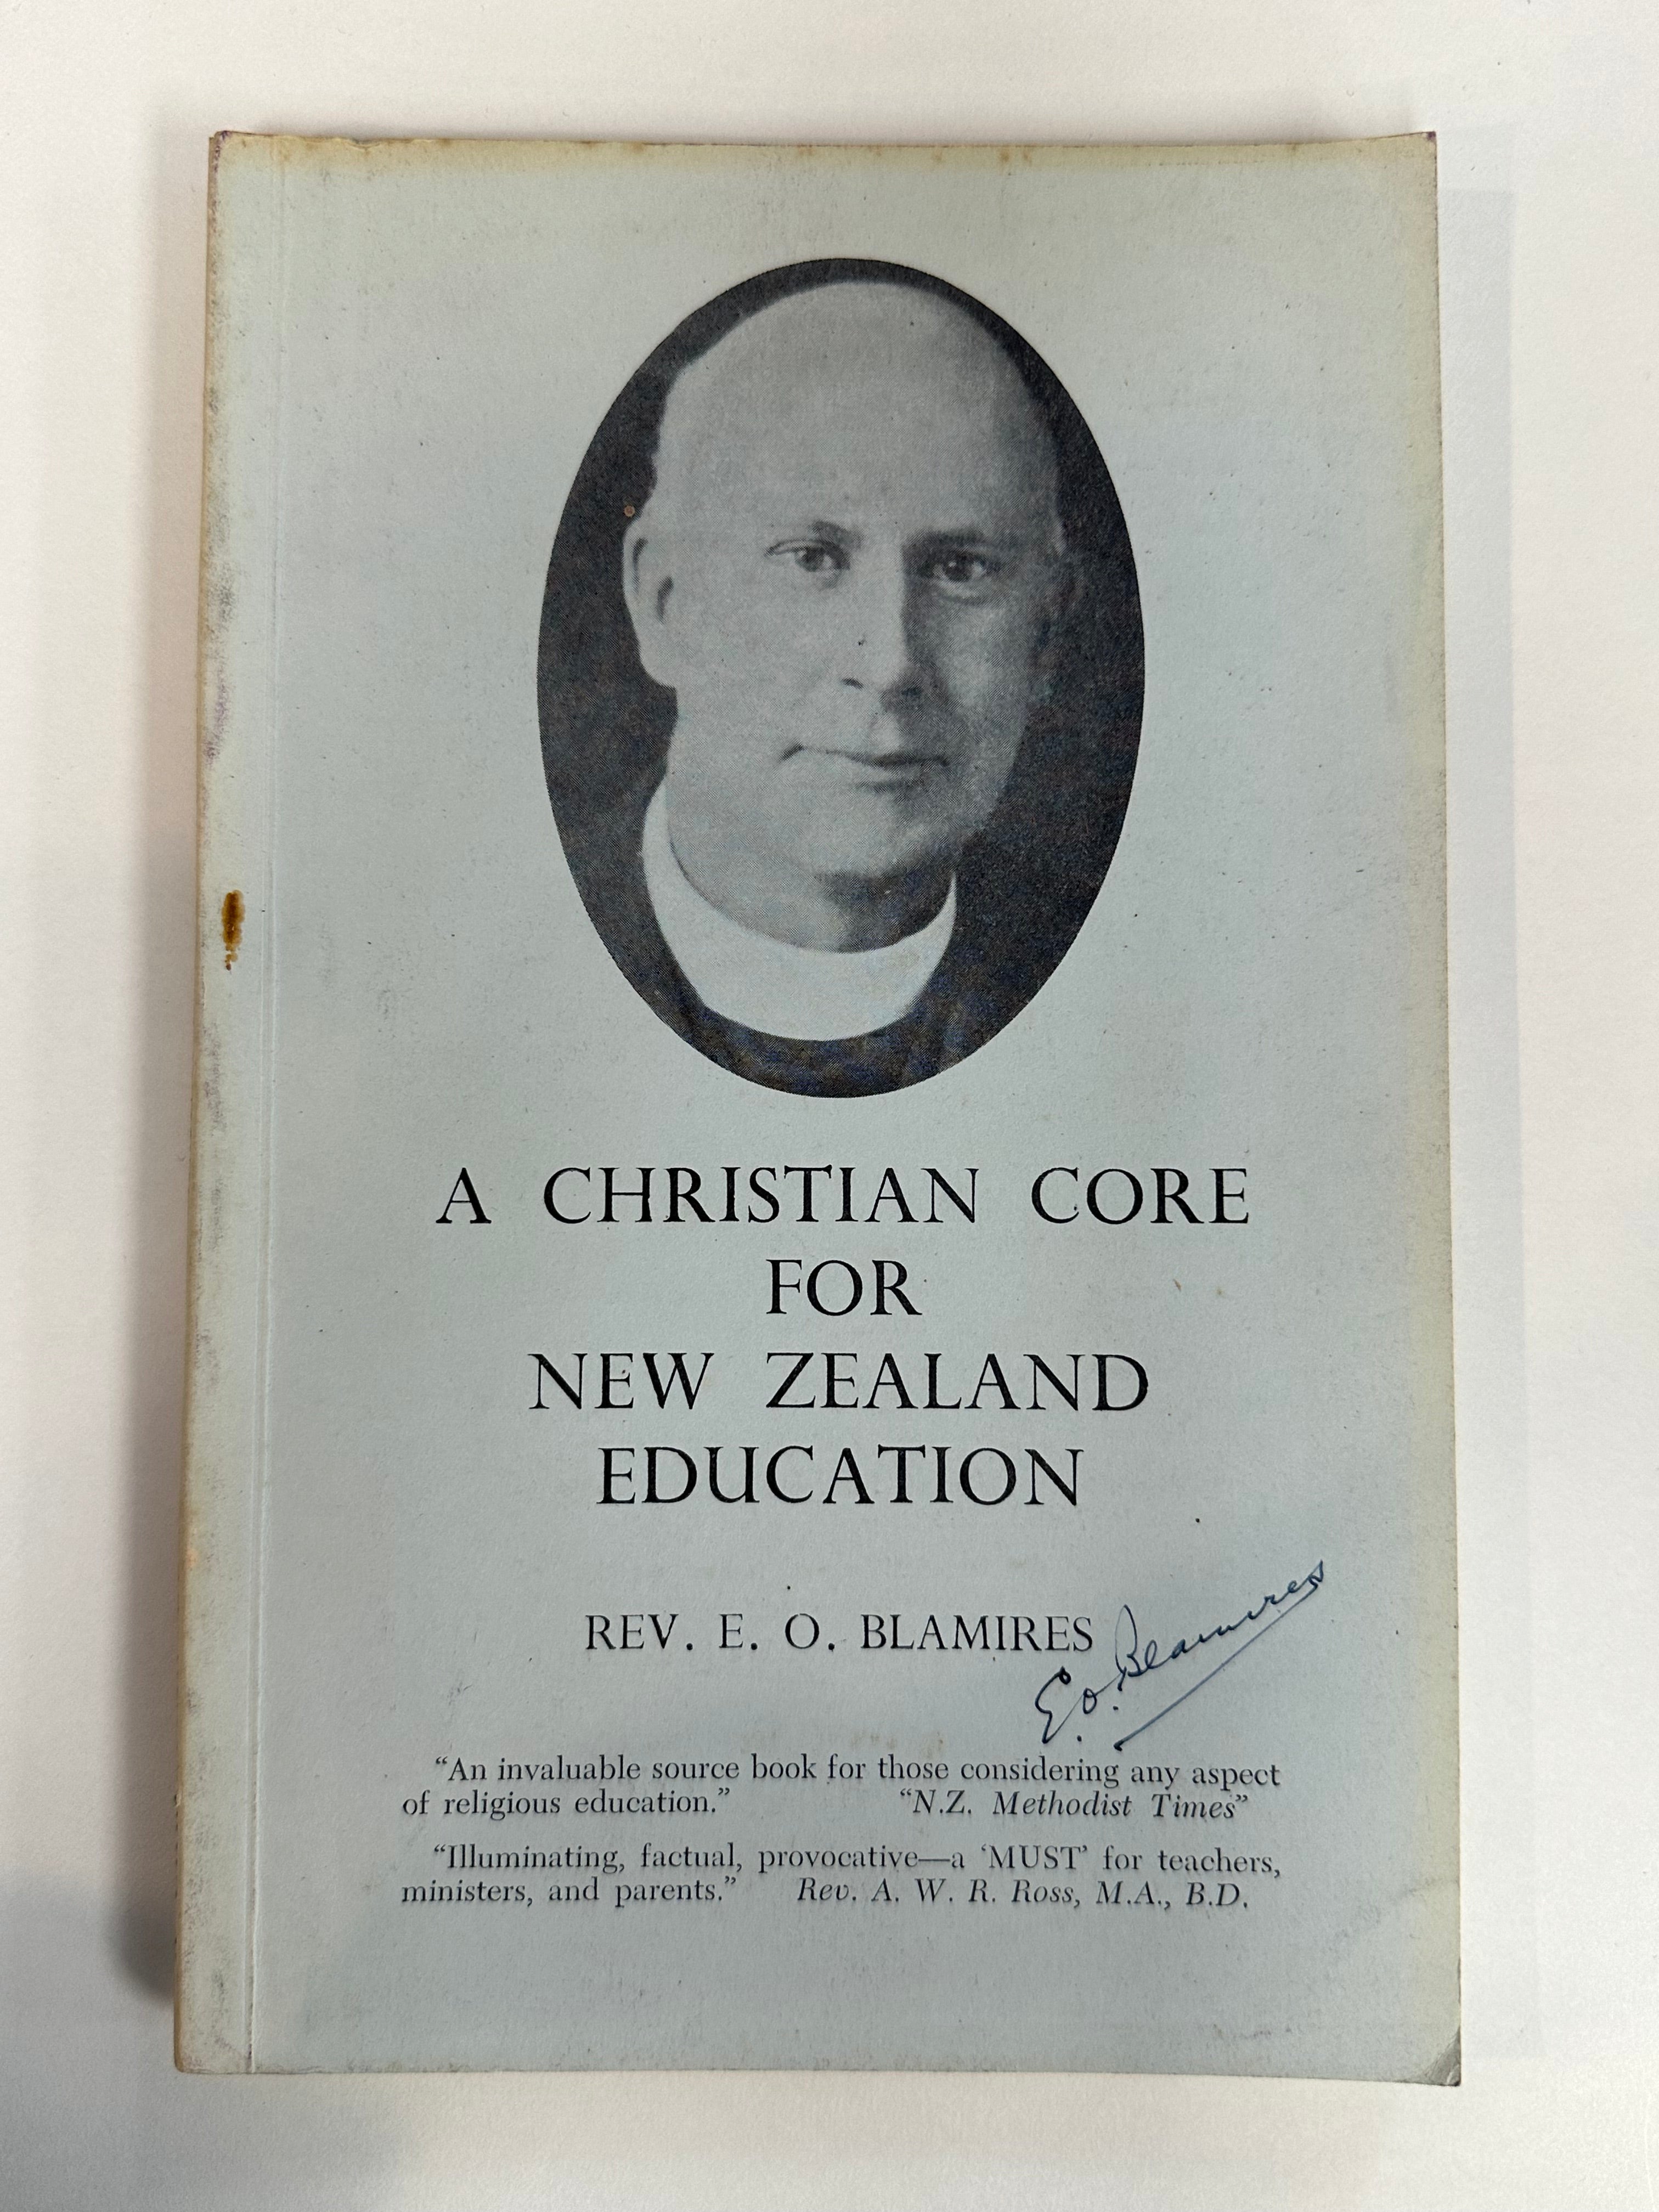 A CHRISTIAN CORE
FOR
NEW ZEALAND
EDUCATION
REV. E. O. BLAMIRES
E.O. Blamires
“An invaluable source book for those considering any aspect
of religious education.” “N.Z. Methodist Times”
“Illuminating, factual, provocative—a ‘MUST’ for teachers,
ministers, and parents.” Rev. A. W. R. Ross, M.A., B.D.